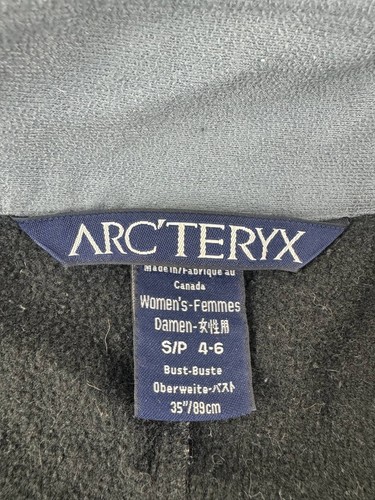 ARC'TERYX
Made in/Fabriqué au
Canada
Women's-Femmes
Damen-女性用
S/P 4-6
Bust-Buste
Oberweite-バスト
35"/89cm